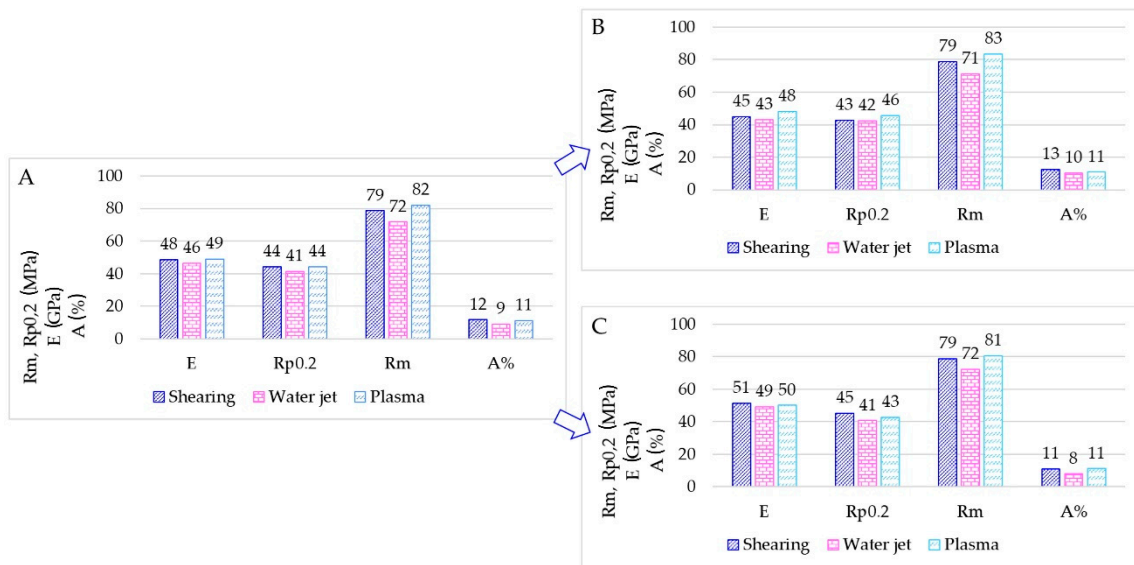 A
Rm, Rp0,2 (MPa)
E (GPa)
A (%)
100
80
60
40
20
0
48 46 49
44 41 44
79 72 82
12 9 11
E Rp0.2 Rm A%
Shearing Water jet Plasma
B
Rm, Rp0,2 (MPa)
E (GPa)
A (%)
100
80
60
40
20
0
45 43 48
43 42 46
79 71 83
13 10 11
E Rp0.2 Rm A%
Shearing Water jet Plasma
C
Rm, Rp0,2 (MPa)
E (GPa)
A (%)
100
80
60
40
20
0
51 49 50
45 41 43
79 72 81
11 8 11
E Rp0.2 Rm A%
Shearing Water jet Plasma